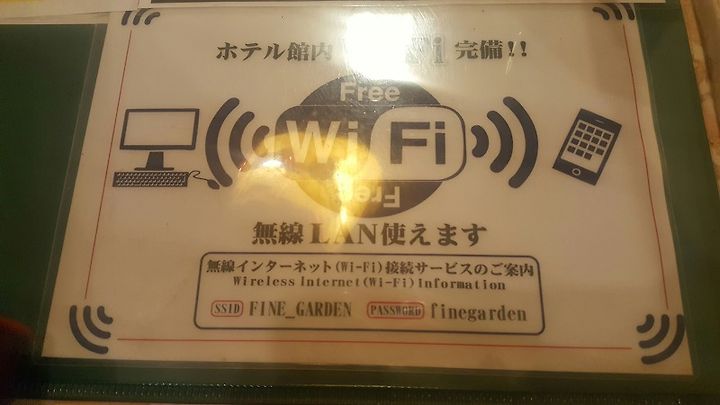 ホテル館内 Wi-Fi 完備!!
Free
Wi Fi
Free
無線LAN使えます
無線インターネット(Wi-Fi)接続サービスのご案内
Wireless Internet(Wi-Fi)Information
SSID FINE_GARDEN PASSWORD finegarden